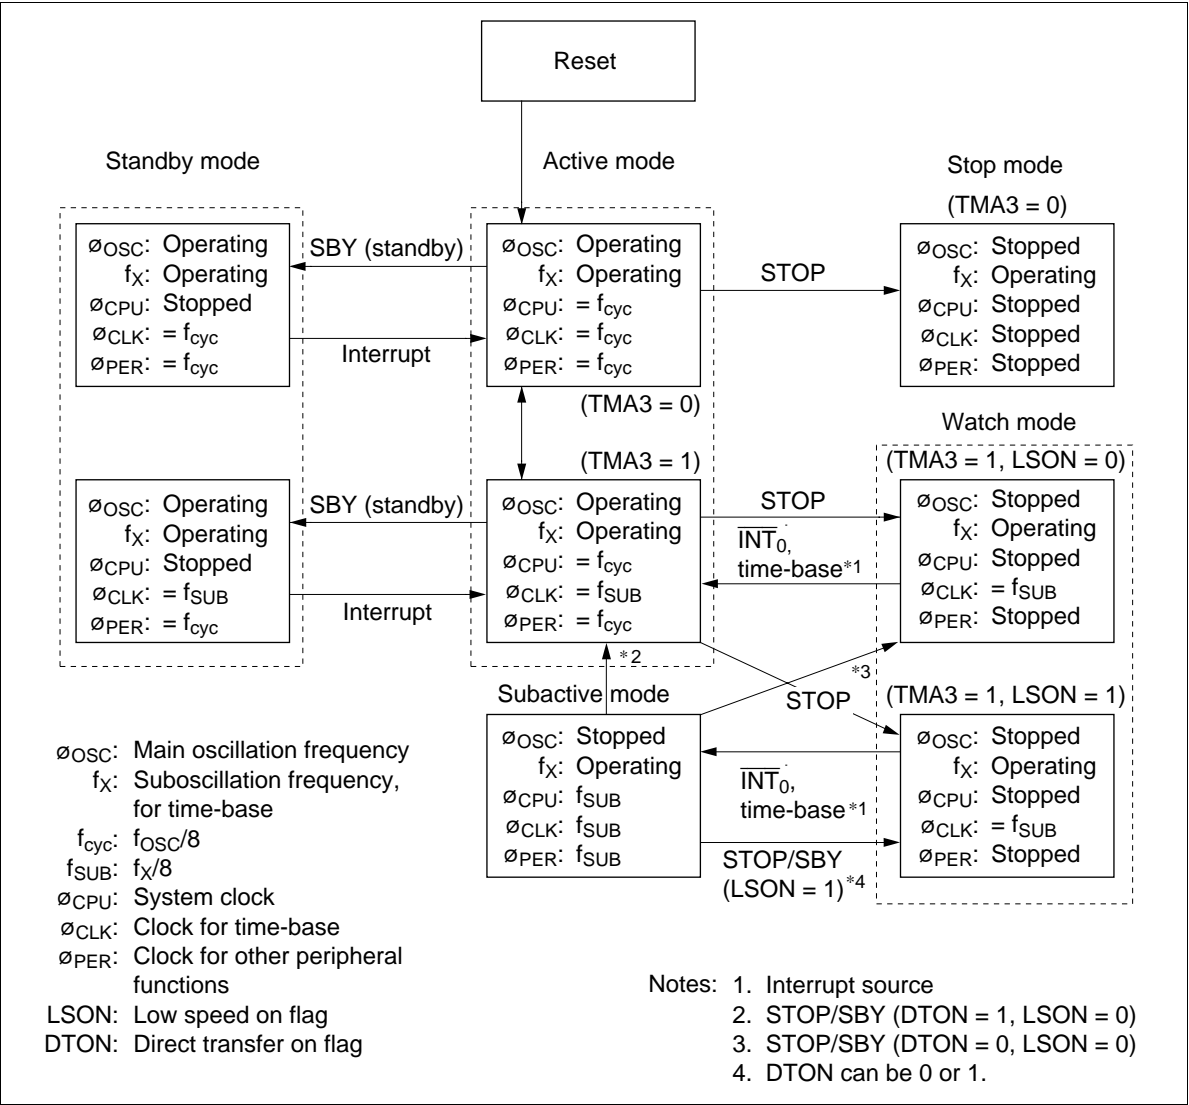 Reset
Standby mode
Active mode
Stop mode
(TMA3 = 0)
øOSC: Operating
fX: Operating
øCPU: Stopped
øCLK: = fcyc
øPER: = fcyc
SBY (standby)
Interrupt
øOSC: Operating
fX: Operating
øCPU: = fcyc
øCLK: = fcyc
øPER: = fcyc
(TMA3 = 0)
STOP
øOSC: Stopped
fX: Operating
øCPU: Stopped
øCLK: Stopped
øPER: Stopped
Watch mode
(TMA3 = 1)
(TMA3 = 1, LSON = 0)
øOSC: Operating
fX: Operating
øCPU: Stopped
øCLK: = fSUB
øPER: = fcyc
SBY (standby)
Interrupt
øOSC: Operating
fX: Operating
øCPU: = fcyc
øCLK: = fSUB
øPER: = fcyc
STOP
INT0,
time-base*1
øOSC: Stopped
fX: Operating
øCPU: Stopped
øCLK: = fSUB
øPER: Stopped
*2
*3
Subactive mode
STOP
(TMA3 = 1, LSON = 1)
øOSC: Stopped
fX: Operating
øCPU: fSUB
øCLK: fSUB
øPER: fSUB
INT0,
time-base*1
STOP/SBY
(LSON = 1)*4
øOSC: Stopped
fX: Operating
øCPU: Stopped
øCLK: = fSUB
øPER: Stopped
øOSC: Main oscillation frequency
fX: Suboscillation frequency,
for time-base
fcyc: fOSC/8
fSUB: fX/8
øCPU: System clock
øCLK: Clock for time-base
øPER: Clock for other peripheral
functions
LSON: Low speed on flag
DTON: Direct transfer on flag
Notes: 1. Interrupt source
2. STOP/SBY (DTON = 1, LSON = 0)
3. STOP/SBY (DTON = 0, LSON = 0)
4. DTON can be 0 or 1.